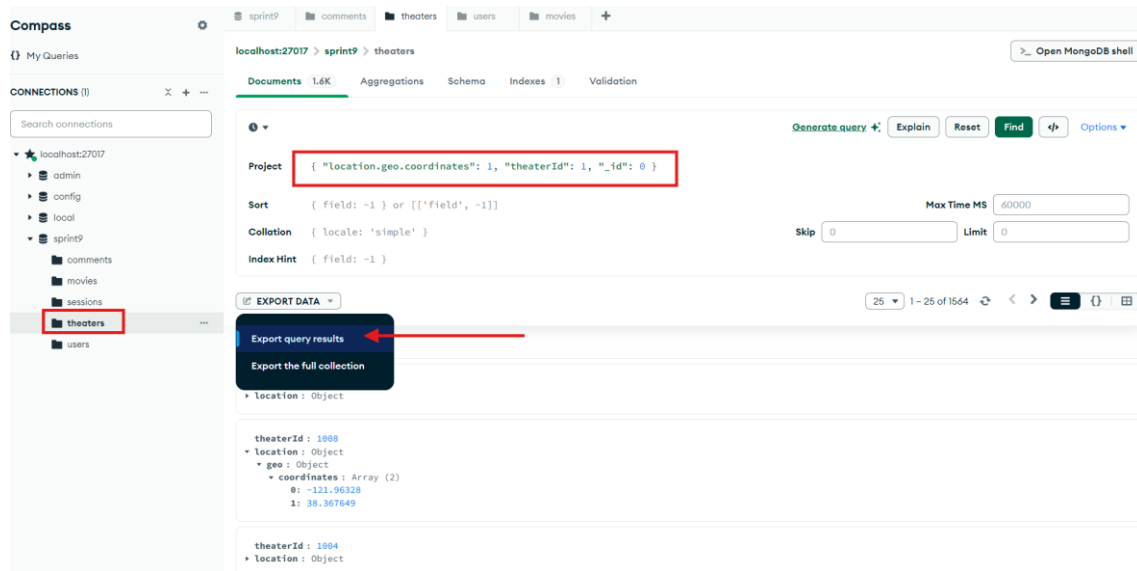 Compass
{} My Queries
CONNECTIONS (1)
Search connections
localhost:27017
admin
config
local
sprint9
comments
movies
sessions
theaters
users
sprint9 comments theaters users movies
localhost:27017 > sprint9 > theaters
>_ Open MongoDB shell
Documents 1.6K Aggregations Schema Indexes 1 Validation
Generate query Explain Reset Find </> Options
Project { "location.geo.coordinates": 1, "theaterId": 1, "_id": 0 }
Sort { field: -1 } or [['field', -1]] Max Time MS 60000
Collation { locale: 'simple' } Skip 0 Limit 0
Index Hint { field: -1 }
EXPORT DATA 25 1 – 25 of 1564 {}
Export query results
Export the full collection
location : Object
theaterId : 1008
location : Object
geo : Object
coordinates : Array (2)
0: -121.96328
1: 38.367649
theaterId : 1004
location : Object